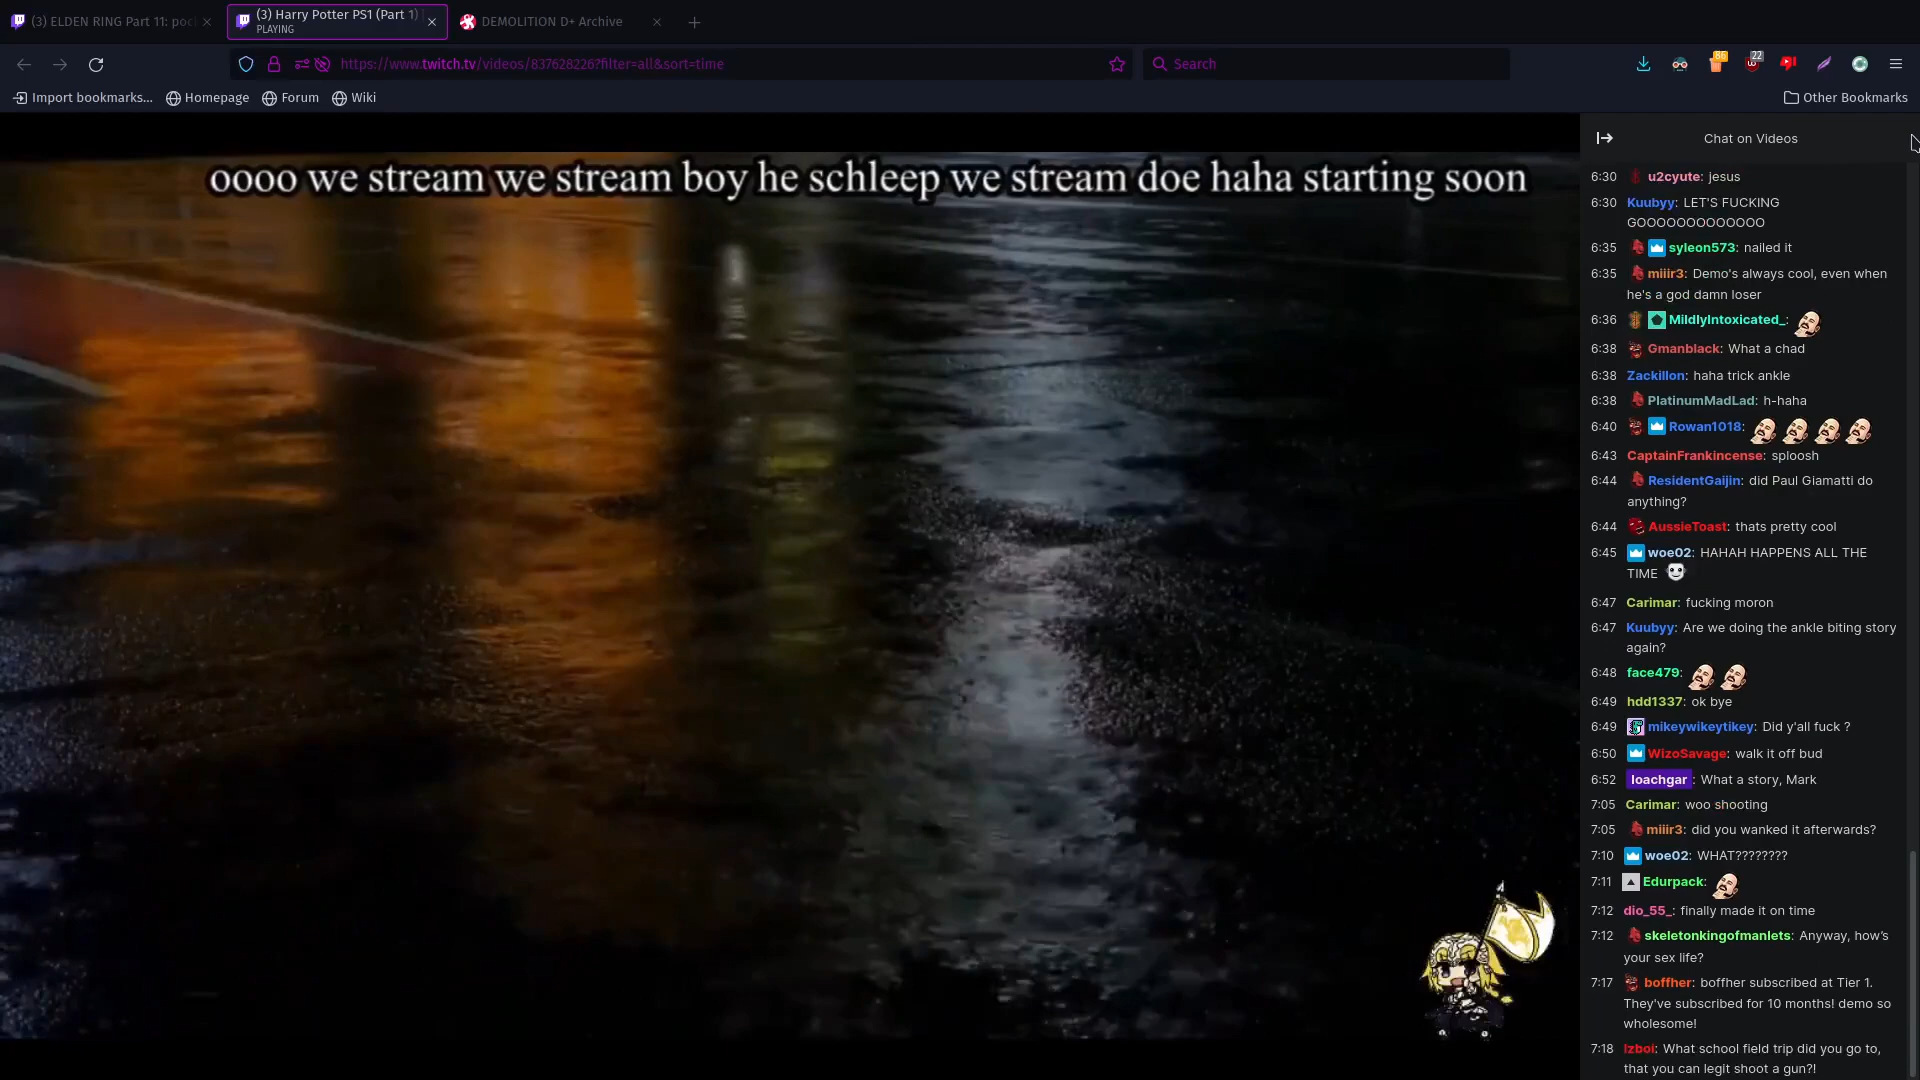 (3) ELDEN RING Part 11: poc
(3) Harry Potter PS1 (Part 1)
PLAYING
DEMOLITION D+ Archive
https://www.twitch.tv/videos/837628226?filter=all&sort=time
Search
86
22
Import bookmarks...
Homepage
Forum
Wiki
Other Bookmarks
oooo we stream we stream boy he schleep we stream doe haha starting soon
Chat on Videos
6:30 u2cyute: jesus
6:30 Kuubyy: LET'S FUCKING
GOOOOOOOOOOOOO
6:35 syleon573: nailed it
6:35 miiir3: Demo's always cool, even when
he's a god damn loser
6:36 MildlyIntoxicated_:
6:38 Gmanblack: What a chad
6:38 Zackillon: haha trick ankle
6:38 PlatinumMadLad: h-haha
6:40 Rowan1018:
6:43 CaptainFrankincense: sploosh
6:44 ResidentGaijin: did Paul Giamatti do
anything?
6:44 AussieToast: thats pretty cool
6:45 woe02: HAHAH HAPPENS ALL THE
TIME
6:47 Carimar: fucking moron
6:47 Kuubyy: Are we doing the ankle biting story
again?
6:48 face479:
6:49 hdd1337: ok bye
6:49 mikeywikeytikey: Did y'all fuck ?
6:50 WizoSavage: walk it off bud
6:52 loachgar : What a story, Mark
7:05 Carimar: woo shooting
7:05 miiir3: did you wanked it afterwards?
7:10 woe02: WHAT????????
7:11 Edurpack:
7:12 dio_55_: finally made it on time
7:12 skeletonkingofmanlets: Anyway, how's
your sex life?
7:17 boffher: boffher subscribed at Tier 1.
They've subscribed for 10 months! demo so
wholesome!
7:18 Izboi: What school field trip did you go to,
that you can legit shoot a gun?!